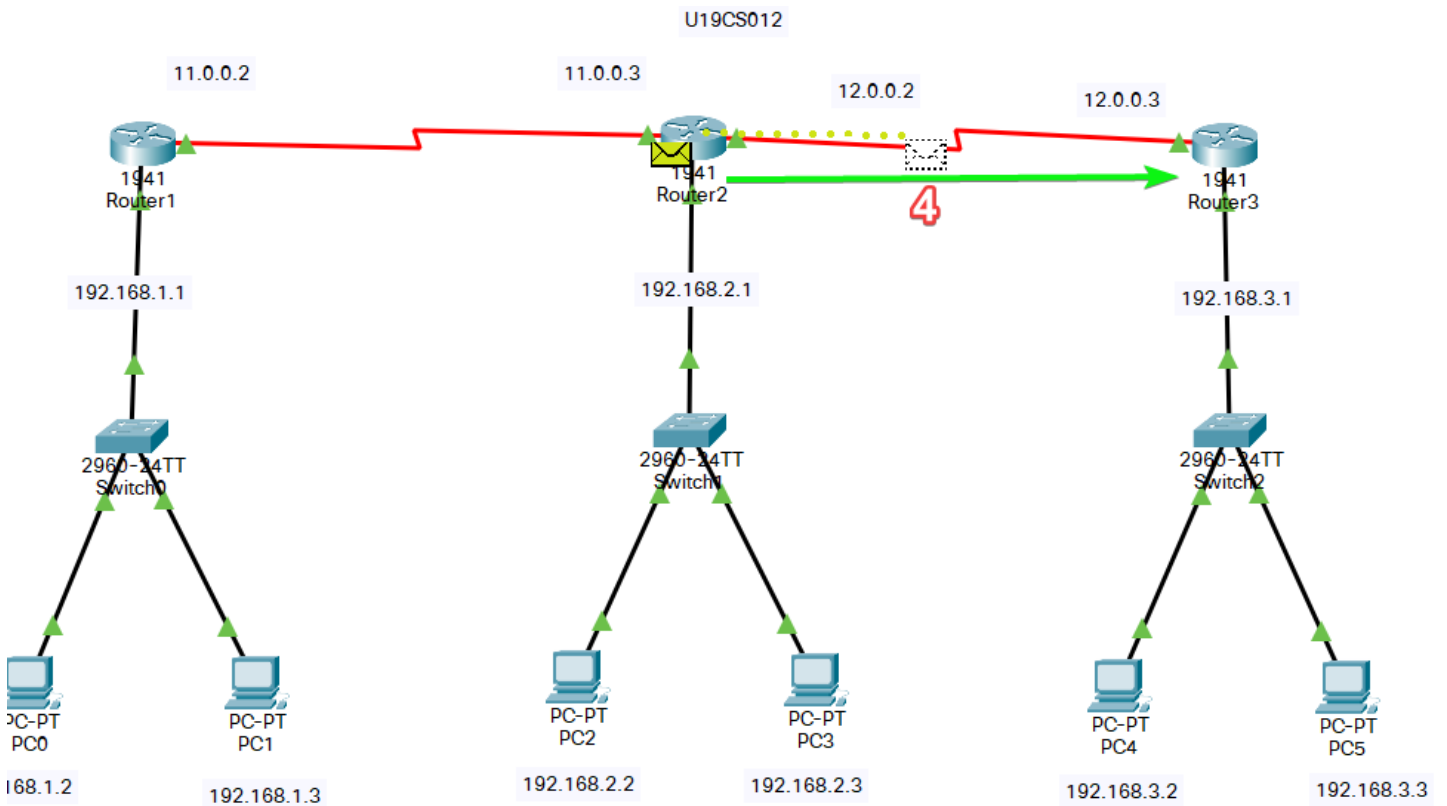 U19CS012
11.0.0.2
11.0.0.3
12.0.0.2
12.0.0.3
1941
Router1
1941
Router2
4
1941
Router3
192.168.1.1
192.168.2.1
192.168.3.1
2960-24TT
Switch0
2960-24TT
Switch1
2960-24TT
Switch2
PC-PT
PC0
PC-PT
PC1
PC-PT
PC2
PC-PT
PC3
PC-PT
PC4
PC-PT
PC5
168.1.2
192.168.1.3
192.168.2.2
192.168.2.3
192.168.3.2
192.168.3.3